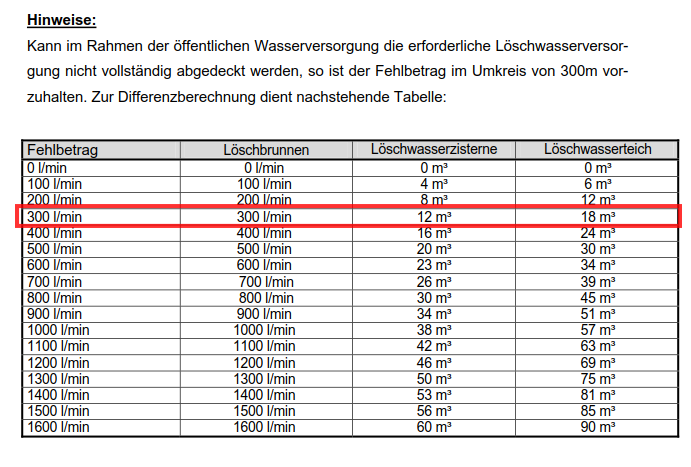 Hinweise:
Kann im Rahmen der öffentlichen Wasserversorgung die erforderliche Löschwasserversor-
gung nicht vollständig abgedeckt werden, so ist der Fehlbetrag im Umkreis von 300m vor-
zuhalten. Zur Differenzberechnung dient nachstehende Tabelle:
Fehlbetrag Löschbrunnen Löschwasserzisterne Löschwasserteich
0 l/min 0 l/min 0 m³ 0 m³
100 l/min 100 l/min 4 m³ 6 m³
200 l/min 200 l/min 8 m³ 12 m³
300 l/min 300 l/min 12 m³ 18 m³
400 l/min 400 l/min 16 m³ 24 m³
500 l/min 500 l/min 20 m³ 30 m³
600 l/min 600 l/min 23 m³ 34 m³
700 l/min 700 l/min 26 m³ 39 m³
800 l/min 800 l/min 30 m³ 45 m³
900 l/min 900 l/min 34 m³ 51 m³
1000 l/min 1000 l/min 38 m³ 57 m³
1100 l/min 1100 l/min 42 m³ 63 m³
1200 l/min 1200 l/min 46 m³ 69 m³
1300 l/min 1300 l/min 50 m³ 75 m³
1400 l/min 1400 l/min 53 m³ 81 m³
1500 l/min 1500 l/min 56 m³ 85 m³
1600 l/min 1600 l/min 60 m³ 90 m³